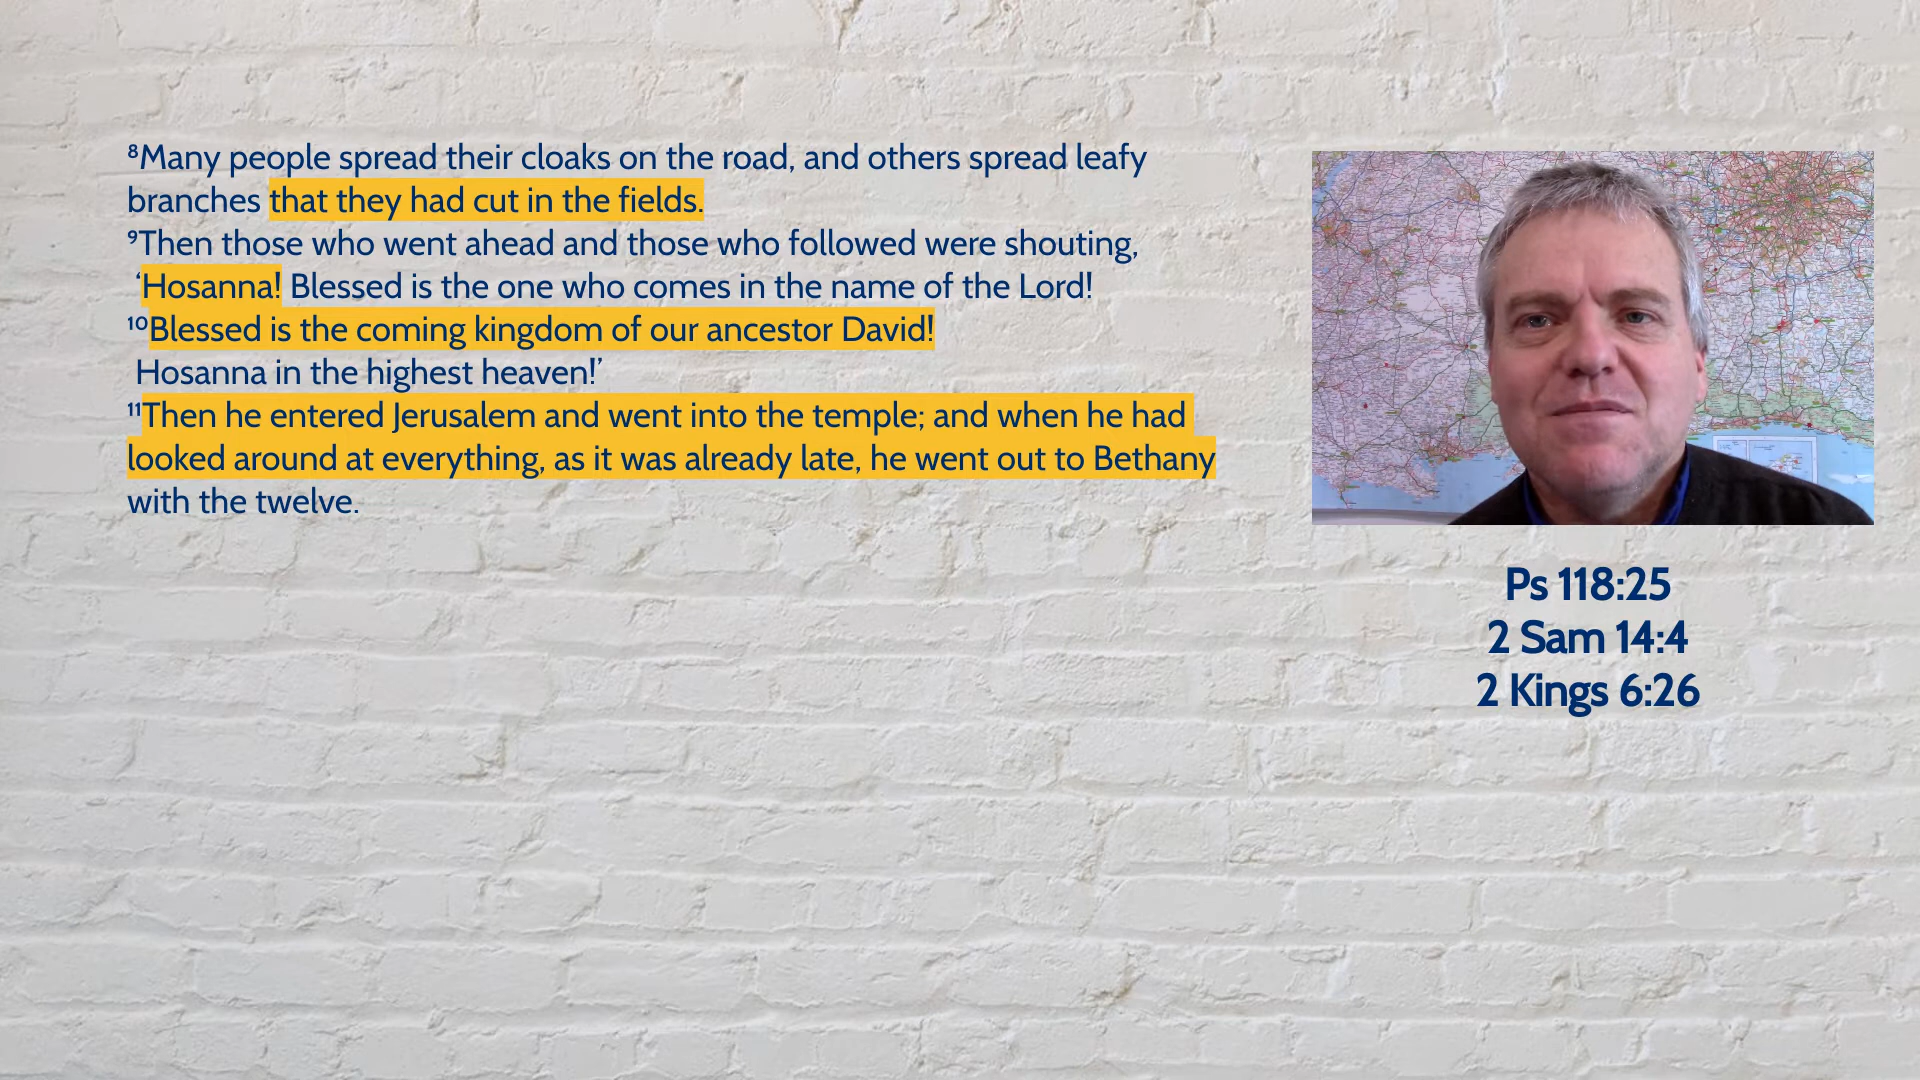 ⁸Many people spread their cloaks on the road, and others spread leafy
branches that they had cut in the fields.
⁹Then those who went ahead and those who followed were shouting,
‘Hosanna! Blessed is the one who comes in the name of the Lord!
¹⁰Blessed is the coming kingdom of our ancestor David!
Hosanna in the highest heaven!’
¹¹Then he entered Jerusalem and went into the temple; and when he had
looked around at everything, as it was already late, he went out to Bethany
with the twelve.
Ps 118:25
2 Sam 14:4
2 Kings 6:26